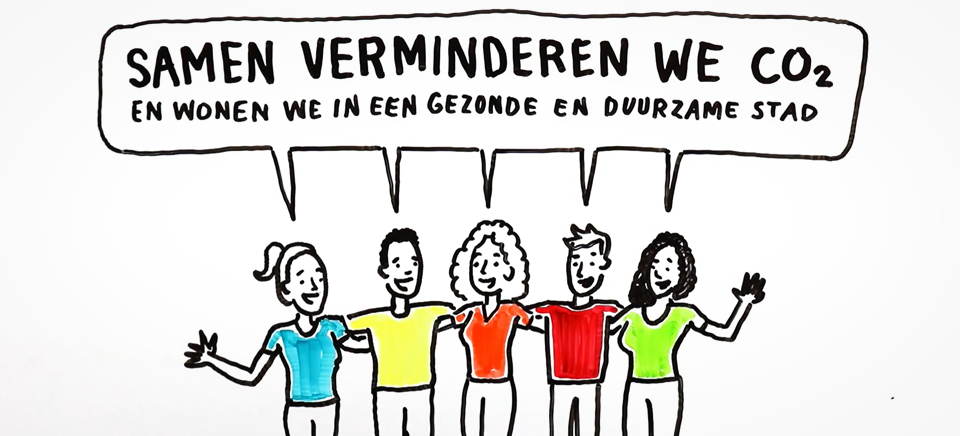 SAMEN VERMINDEREN WE CO₂
EN WONEN WE IN EEN GEZONDE EN DUURZAME STAD